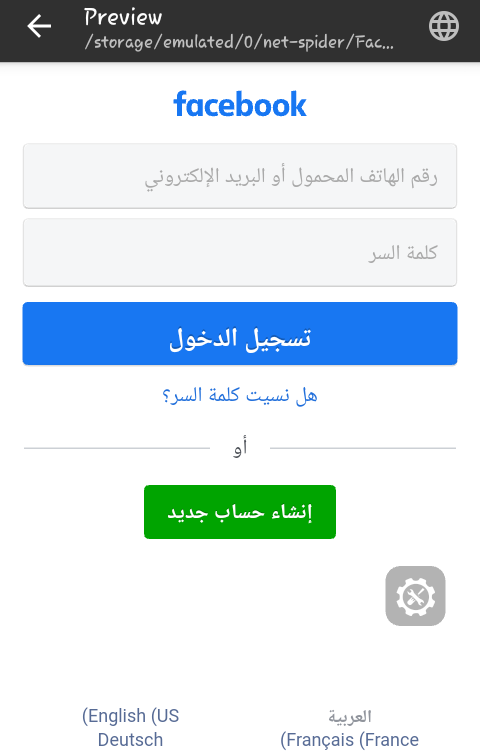 Preview
/storage/emulated/0/net-spider/Fac...
facebook
رقم الهاتف المحمول أو البريد الإلكتروني
كلمة السر
تسجيل الدخول
هل نسيت كلمة السر؟
أو
إنشاء حساب جديد
العربية
(English (US
(Français (France
Deutsch